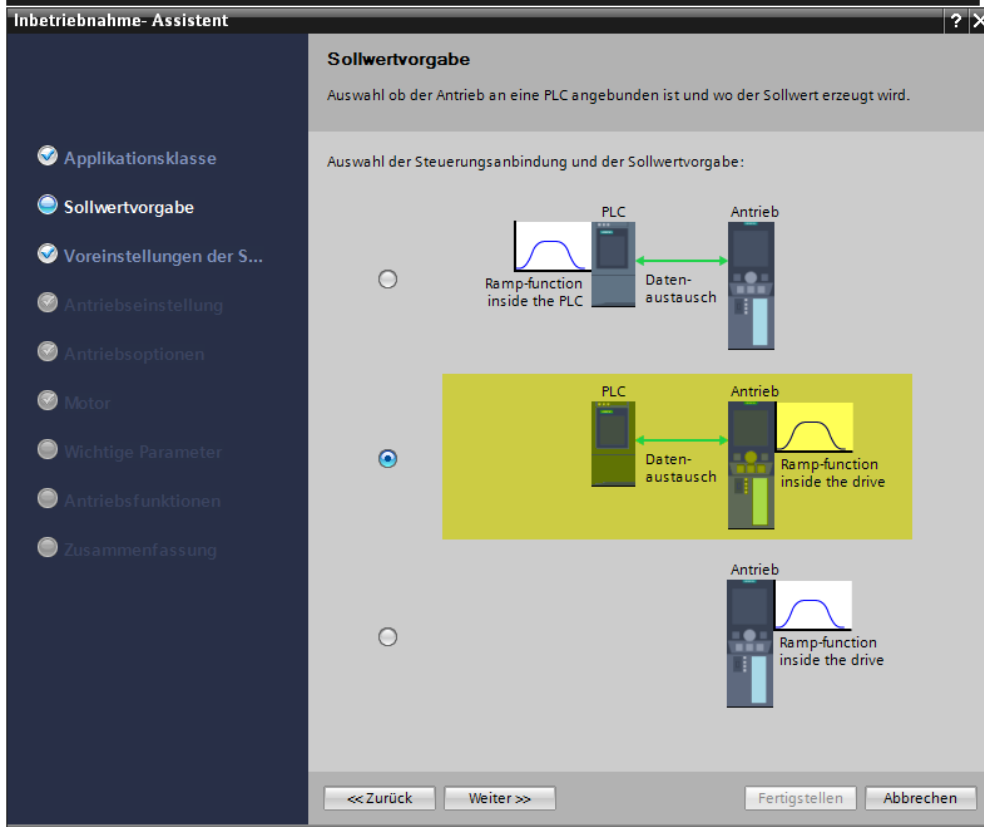 Inbetriebnahme- Assistent
? X
Sollwertvorgabe
Auswahl ob der Antrieb an eine PLC angebunden ist und wo der Sollwert erzeugt wird.
Applikationsklasse
Sollwertvorgabe
Voreinstellungen der S...
Antriebseinstellung
Antriebsoptionen
Motor
Wichtige Parameter
Antriebsfunktionen
Zusammenfassung
Auswahl der Steuerungsanbindung und der Sollwertvorgabe:
PLC
Antrieb
Ramp-function
inside the PLC
Daten-
austausch
PLC
Antrieb
Daten-
austausch
Ramp-function
inside the drive
Antrieb
Ramp-function
inside the drive
<< Zurück
Weiter >>
Fertigstellen
Abbrechen